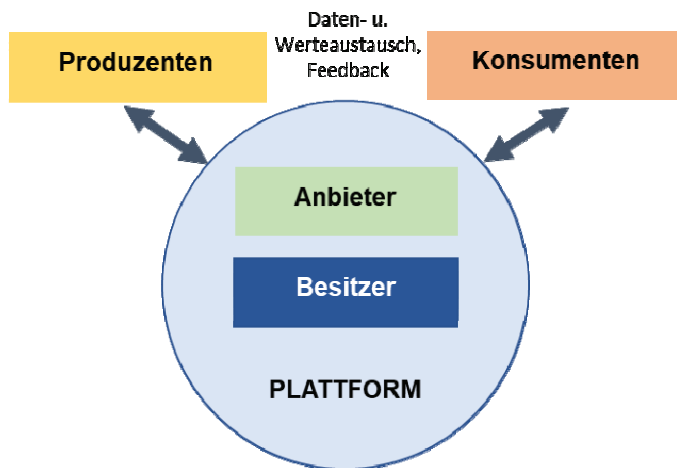 Daten- u.
Werteaustausch,
Feedback
Produzenten
Konsumenten
Anbieter
Besitzer
PLATTFORM